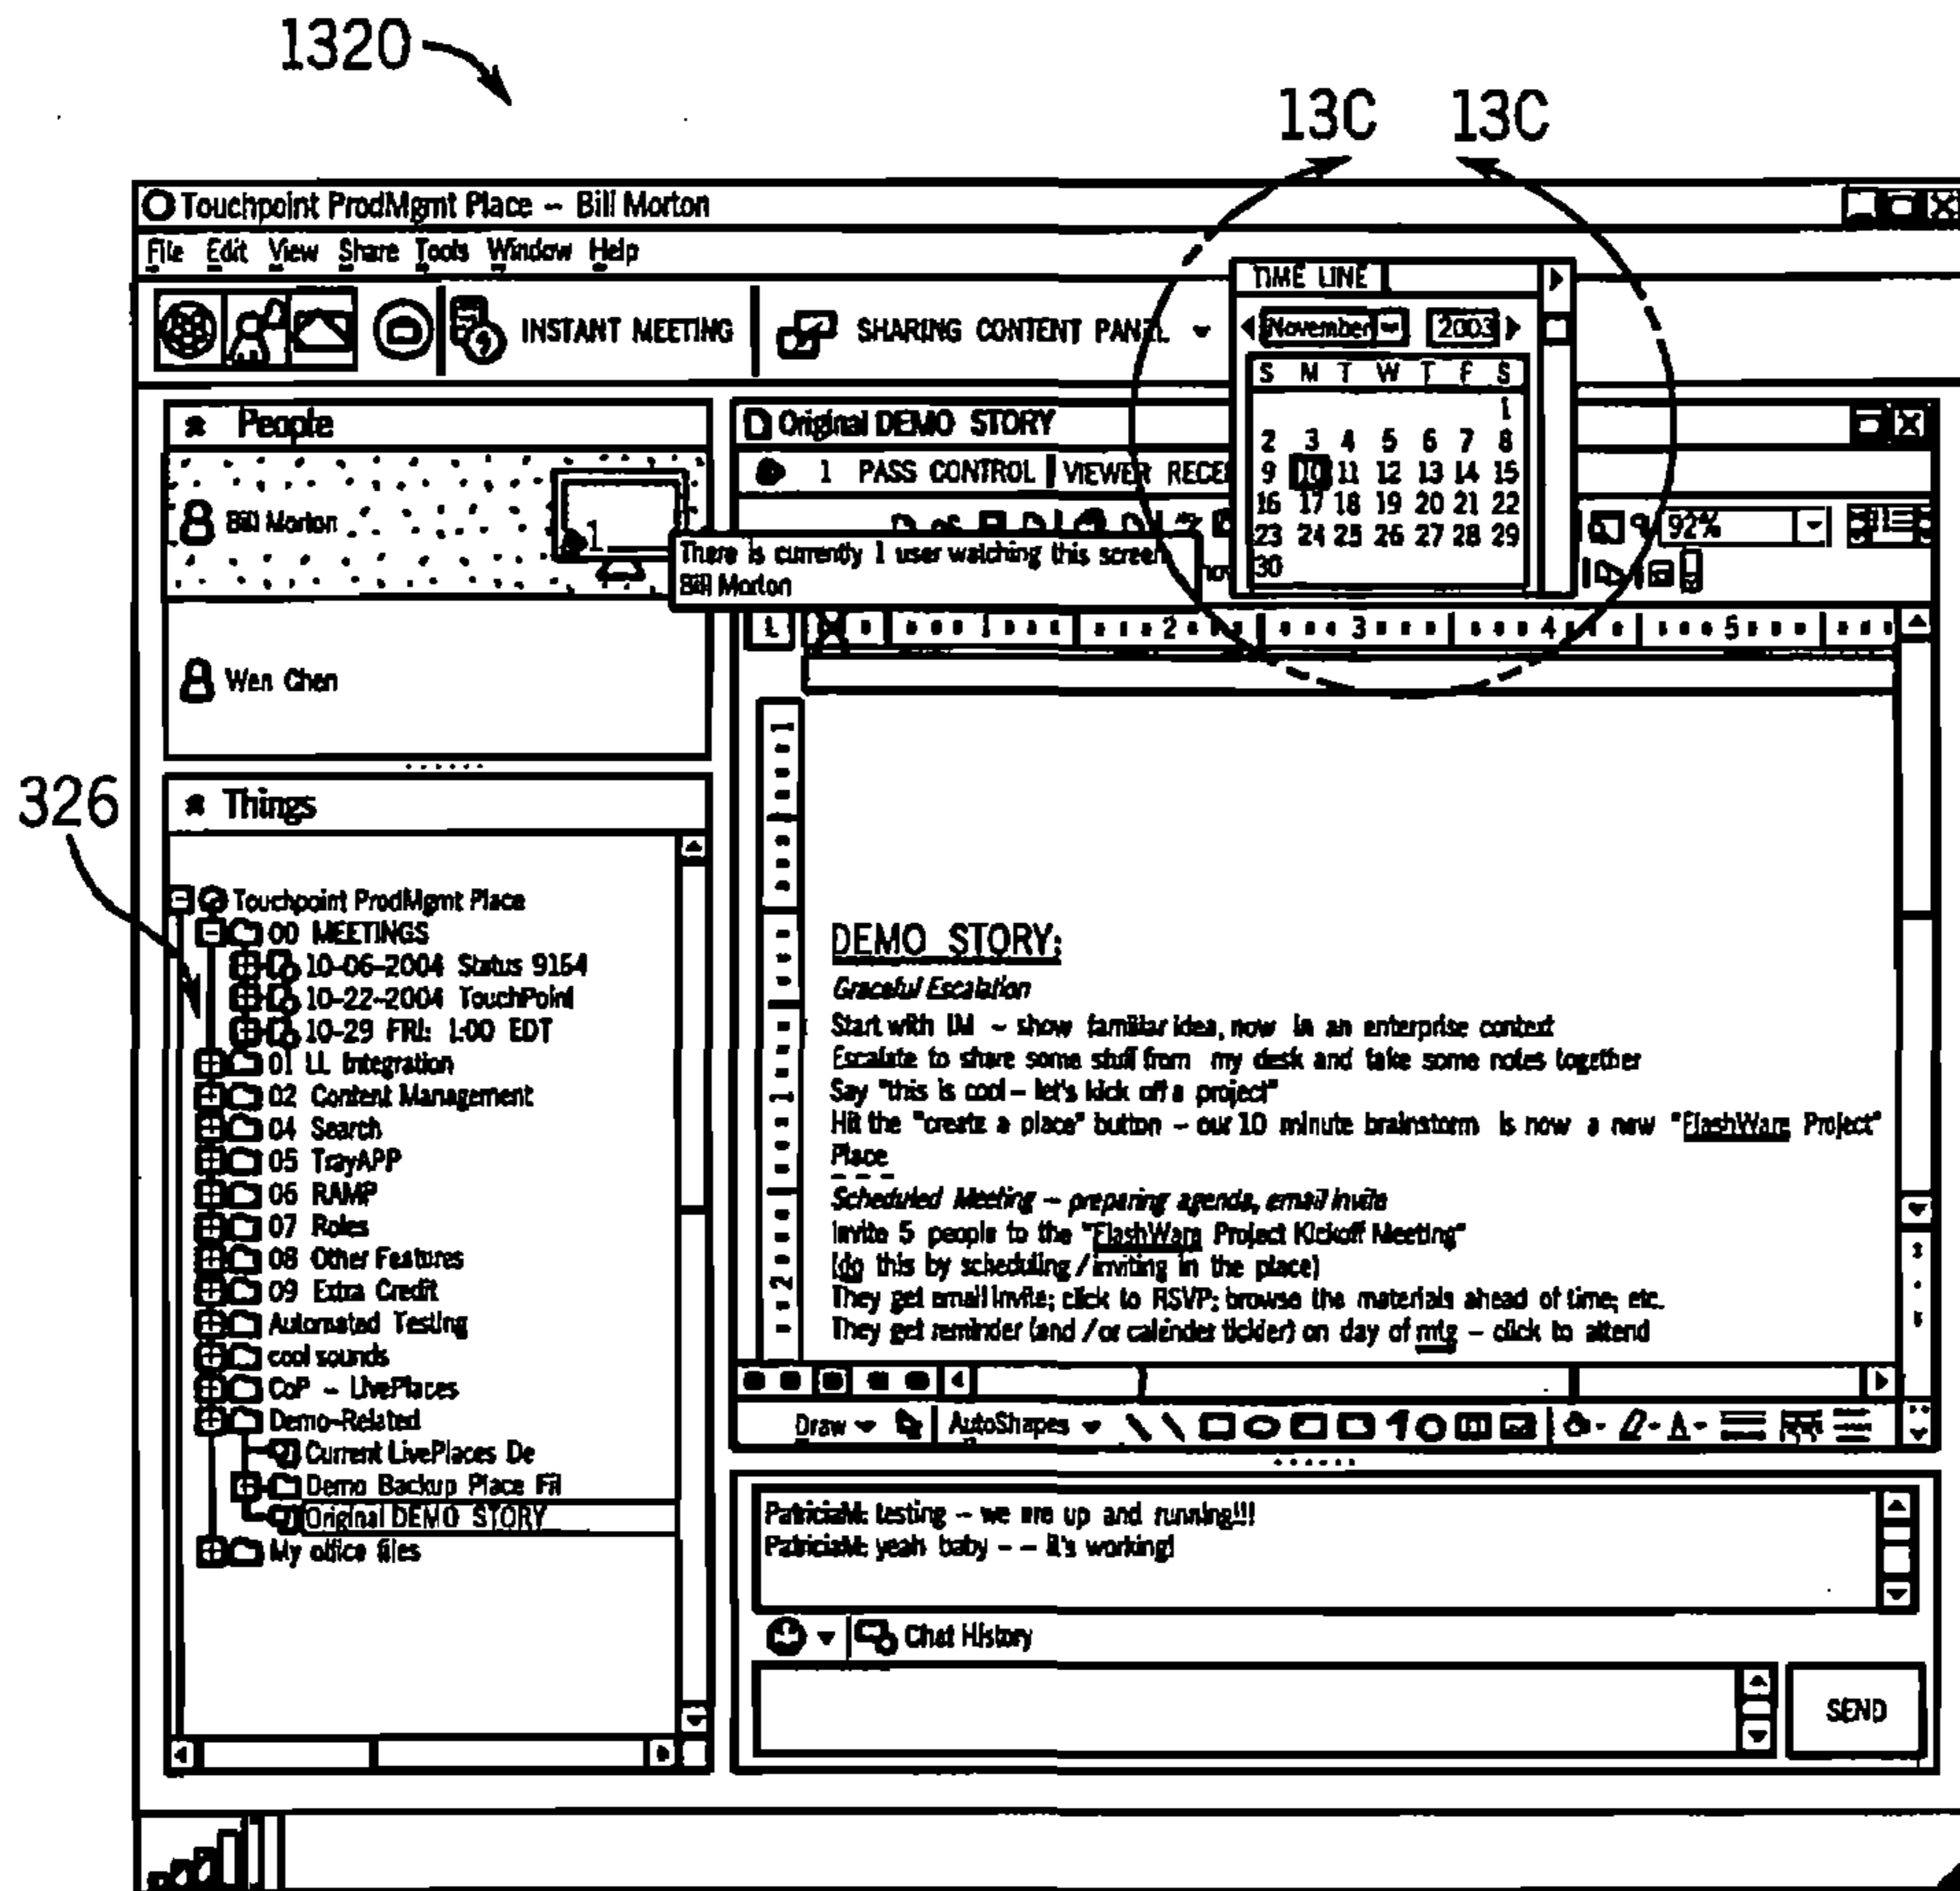 1320
13C 13C
Touchpoint ProdMgmt Place – Bill Morton
File Edit View Share Tools Window Help
INSTANT MEETING SHARING CONTENT PANEL
TIME LINE
November 2003
S M T W T F S
1
2 3 4 5 6 7 8
9 10 11 12 13 14 15
16 17 18 19 20 21 22
23 24 25 26 27 28 29
30
People
Bill Morton
1
There is currently 1 user watching this screen
Bill Morton
Wen Chen
326
Things
Touchpoint ProdMgmt Place
00 MEETINGS
10-06-2004 Status 9164
10-22-2004 TouchPoint
10-29 FRI: 1:00 EDT
01 LL Integration
02 Content Management
04 Search
05 TrayAPP
06 RAMP
07 Roles
08 Other Features
09 Extra Credit
Automated Testing
cool sounds
CoP – LivePlaces
Demo-Related
Current LivePlaces De
Demo Backup Place Fil
Original DEMO STORY
My office files
Original DEMO STORY
1 PASS CONTROL VIEWER RECE
92%
L 1 2 3 4 5
1
1
2
DEMO STORY:
Graceful Escalation
Start with IM – show familiar idea, now in an enterprise context
Escalate to share some stuff from my desk and take some notes together
Say "this is cool – let's kick off a project"
Hit the "create a place" button – our 10 minute brainstorm is now a new "FlashWare Project"
Place
Scheduled Meeting – preparing agenda, email invite
Invite 5 people to the "FlashWare Project Kickoff Meeting"
(do this by scheduling / inviting in the place)
They get email invite; click to RSVP; browse the materials ahead of time; etc.
They get reminder (and / or calender tickler) on day of mtg – click to attend
Draw AutoShapes
PatriciaM: testing – we are up and running!!!
PatriciaM: yeah baby – – it's working!
Chat History
SEND